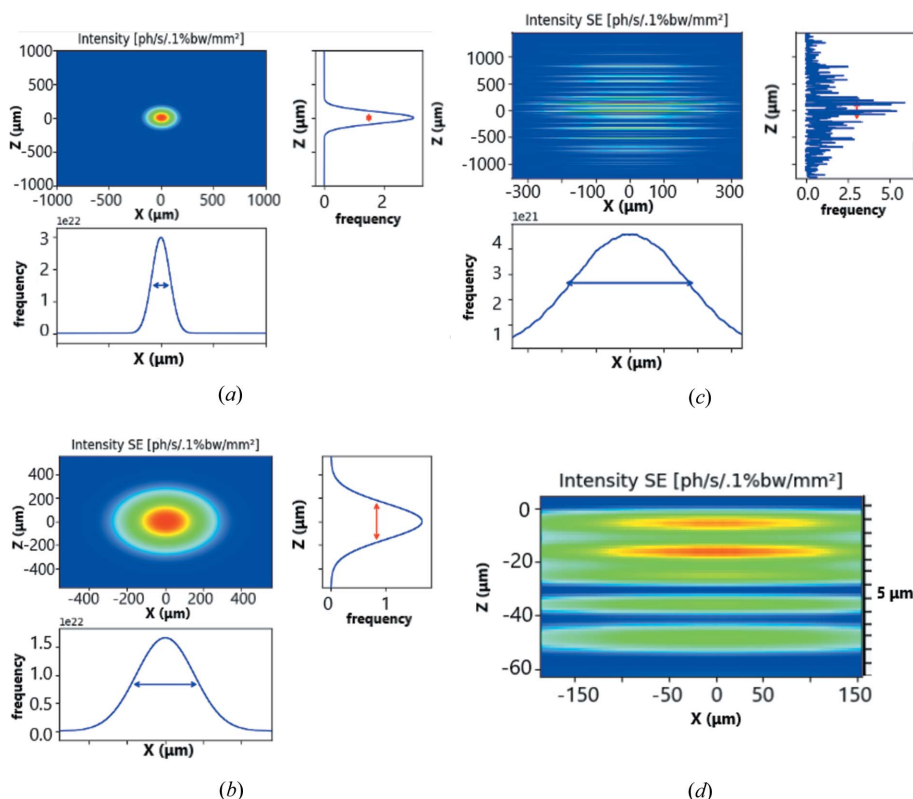 Intensity [ph/s/.1%bw/mm²]
1000
500
0
-500
-1000
Z (µm)
-1000 -500 0 500 1000
X (µm)
Z (µm)
Z (µm)
2
frequency
1e22
3
2
1
0
frequency
X (µm)
(a)
Intensity SE [ph/s/.1%bw/mm²]
1000
500
0
-500
-1000
Z (µm)
-300 -200 -100 0 100 200 300
X (µm)
Z (µm)
0.0 2.5 5.0
frequency
1e21
4
3
2
1
frequency
X (µm)
(c)
Intensity SE [ph/s/.1%bw/mm²]
400
200
0
-200
-400
Z (µm)
-400 -200 0 200 400
X (µm)
Z (µm)
0 1
frequency
1e22
1.5
1.0
0.5
0.0
frequency
X (µm)
(b)
Intensity SE [ph/s/.1%bw/mm²]
0
-20
-40
-60
Z (µm)
5 µm
-150 -50 0 50 150
X (µm)
(d)